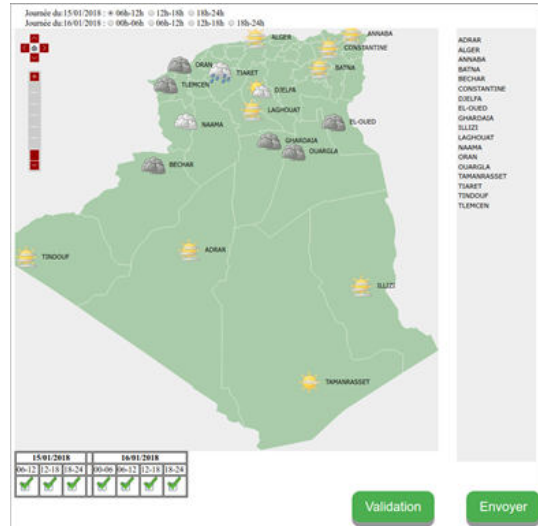 Journée du:15/01/2018 : 06h-12h 12h-18h 18h-24h
Journée du:16/01/2018 : 00h-06h 06h-12h 12h-18h 18h-24h
ALGER
ANNABA
CONSTANTINE
ORAN
TIARET
BATNA
TLEMCEN
DJELFA
LAGHOUAT
NAAMA
EL-OUED
GHARDAIA
OUARGLA
BECHAR
TINDOUF
ADRAR
ILLIZI
TAMANRASSET
ADRAR
ALGER
ANNABA
BATNA
BECHAR
CONSTANTINE
DJELFA
EL-OUED
GHARDAIA
ILLIZI
LAGHOUAT
NAAMA
ORAN
OUARGLA
TAMANRASSET
TIARET
TINDOUF
TLEMCEN
15/01/2018 16/01/2018
06-12 12-18 18-24 00-06 06-12 12-18 18-24
Validation Envoyer